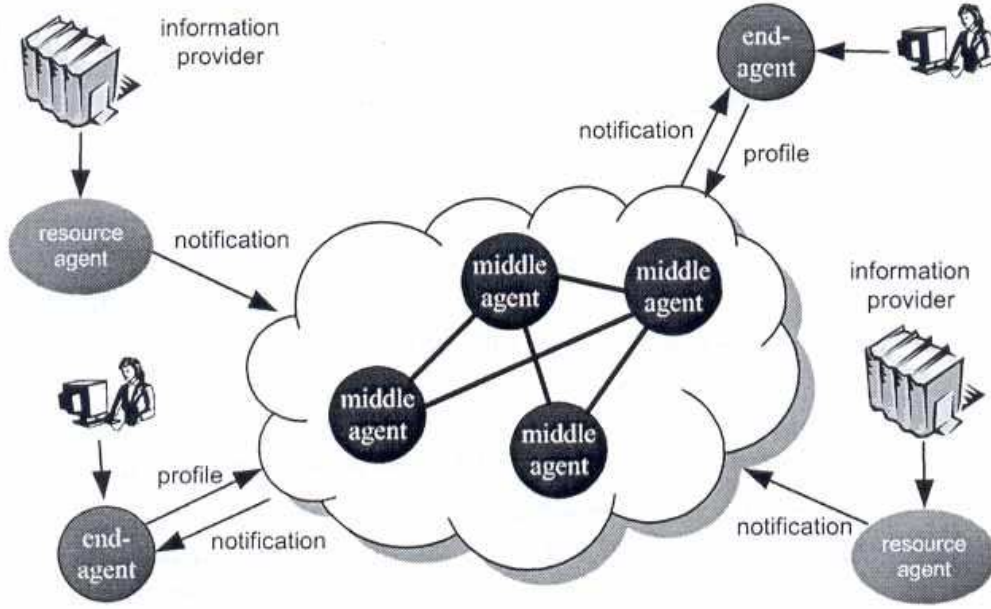 information
provider
end-
agent
notification
profile
resource
agent
notification
middle
agent
middle
agent
information
provider
middle
agent
middle
agent
profile
notification
end-
agent
notification
resource
agent